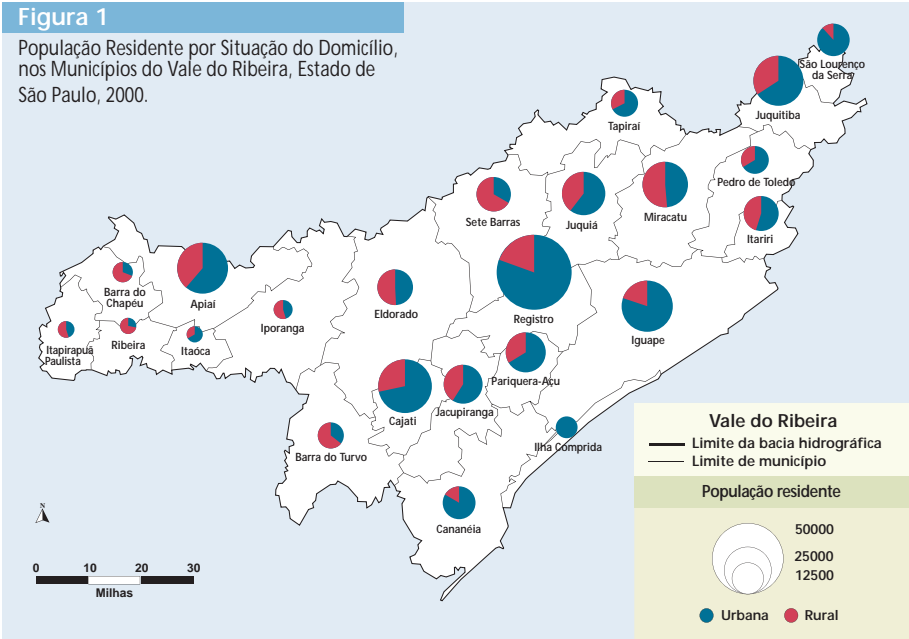 Figura 1
População Residente por Situação do Domicílio,
nos Municípios do Vale do Ribeira, Estado de
São Paulo, 2000.
São Lourenço
da Serra
Juquitiba
Tapiraí
Pedro de Toledo
Sete Barras
Juquiá
Miracatu
Itariri
Barra do
Chapéu
Apiaí
Eldorado
Registro
Iguape
Iporanga
Itapirapuã
Paulista
Ribeira
Itaóca
Pariquera-Açu
Cajati
Jacupiranga
Barra do Turvo
Ilha Comprida
Cananéia
N
0 10 20 30
Milhas
Vale do Ribeira
Limite da bacia hidrográfica
Limite de município
População residente
50000
25000
12500
Urbana Rural